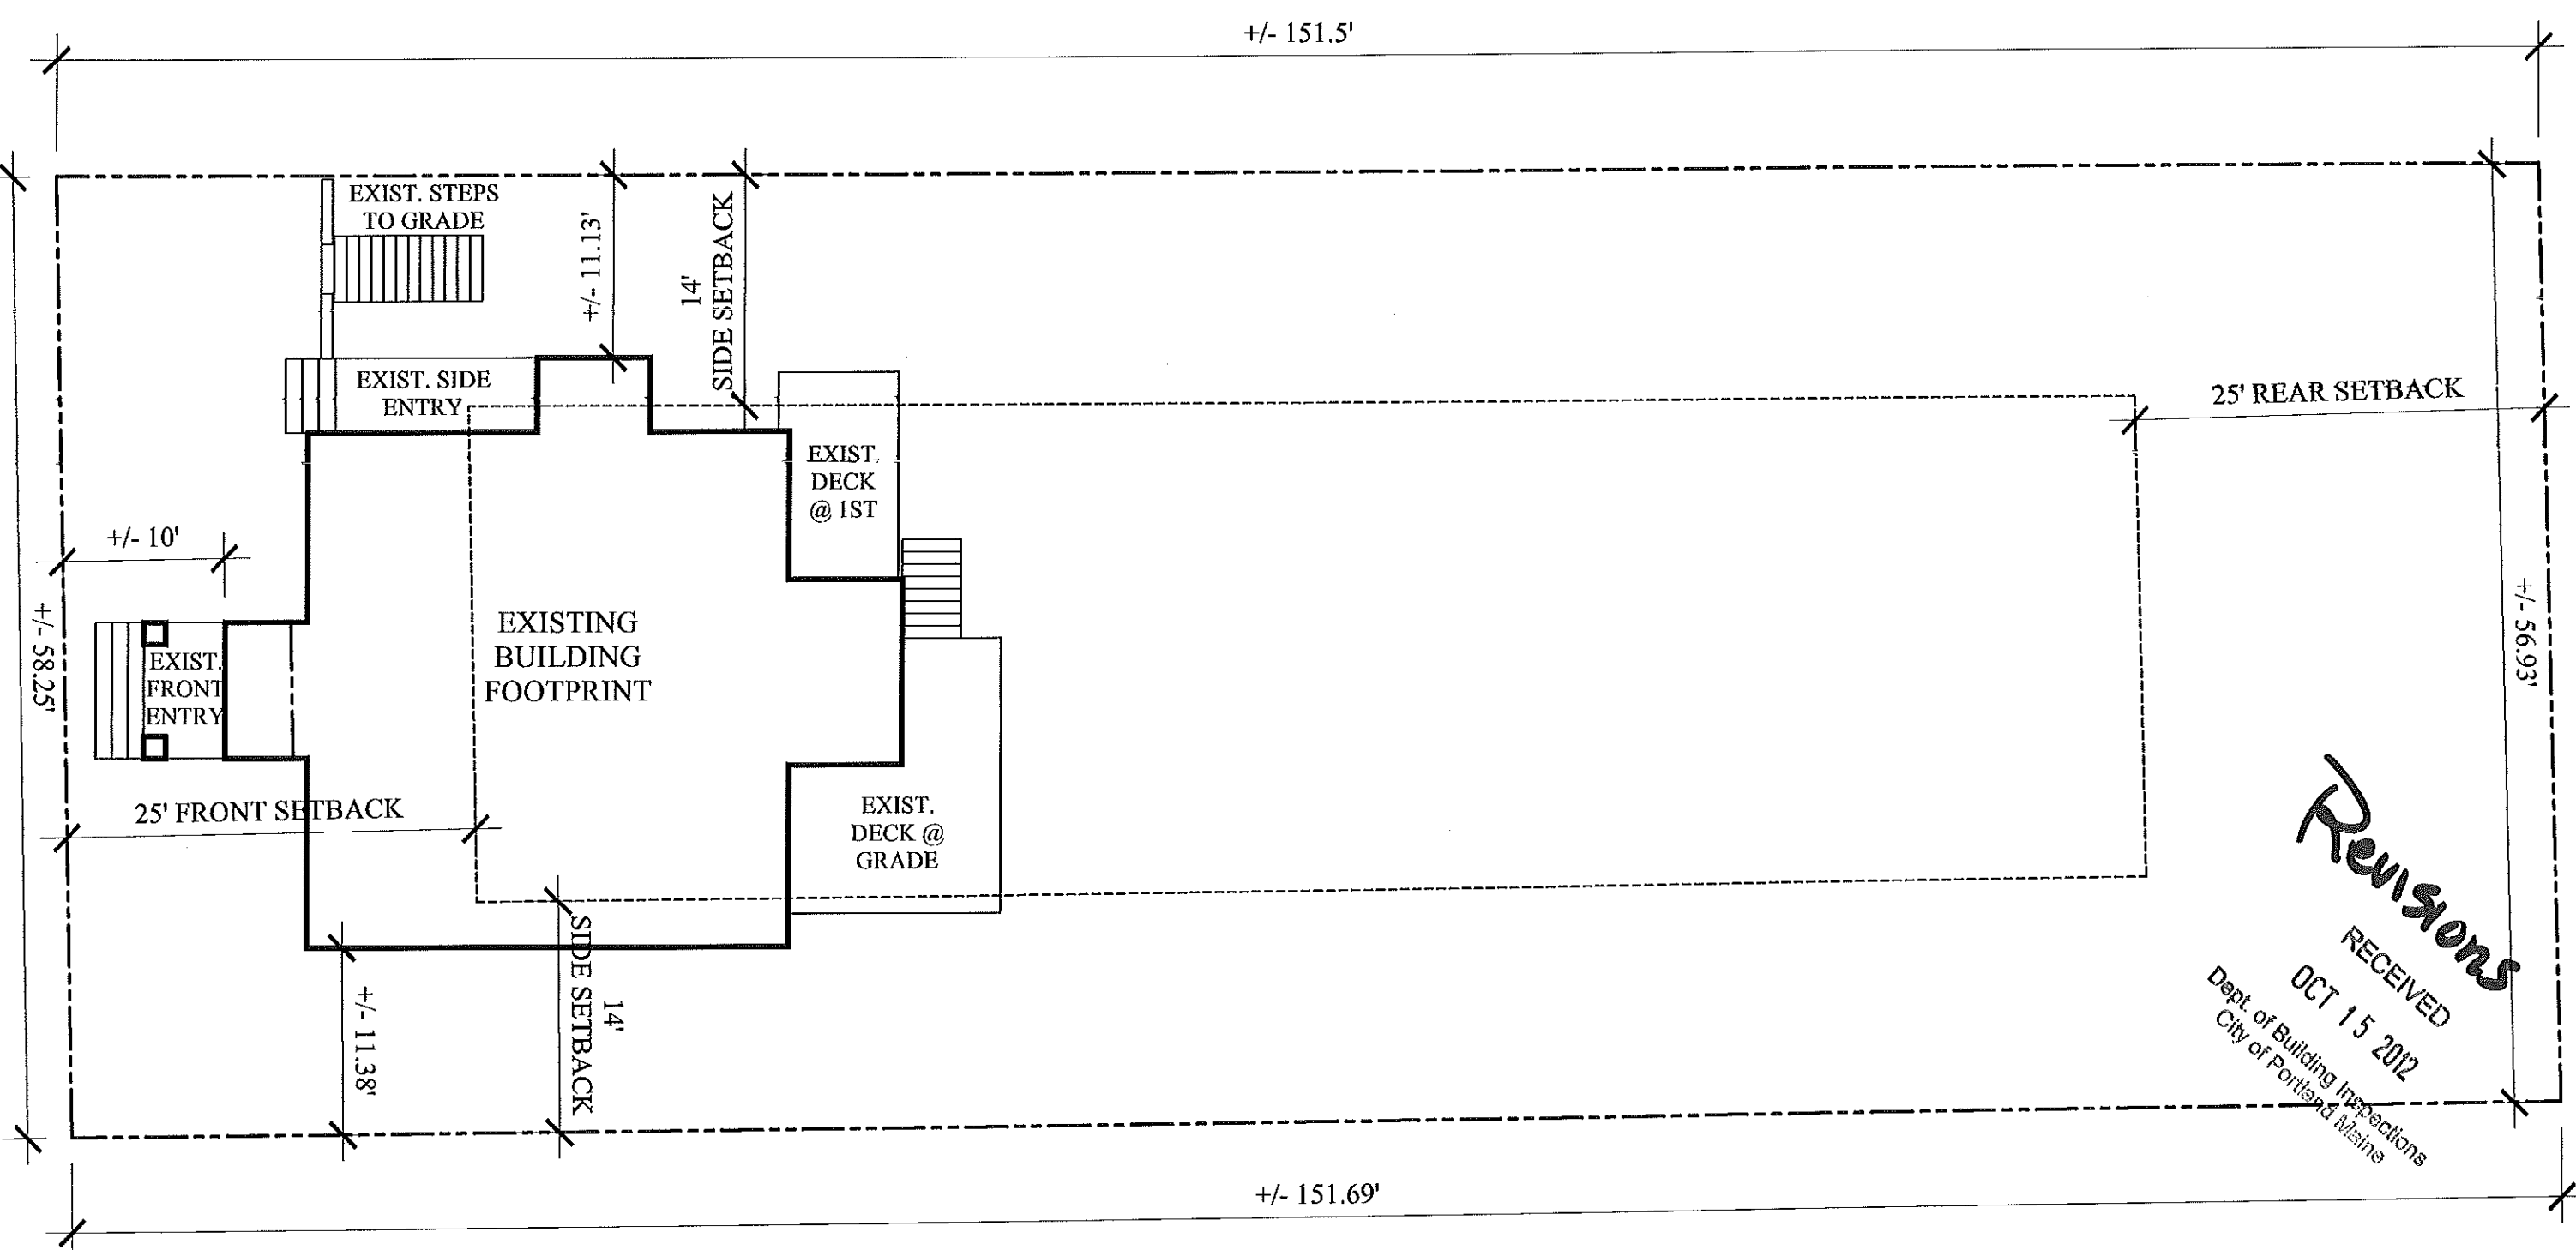 +/- 151.5'
EXIST. STEPS
TO GRADE
+/- 11.13'
14'
SIDE SETBACK
EXIST. SIDE
ENTRY
25' REAR SETBACK
EXIST.
DECK
@ 1ST
+/- 10'
+/- 58.25'
EXIST.
FRONT
ENTRY
EXISTING
BUILDING
FOOTPRINT
+/- 56.93'
25' FRONT SETBACK
EXIST.
DECK @
GRADE
+/- 11.38'
14'
SIDE SETBACK
Revisions
RECEIVED
OCT 15 2012
Dept. of Building Inspections
City of Portland Maine
+/- 151.69'